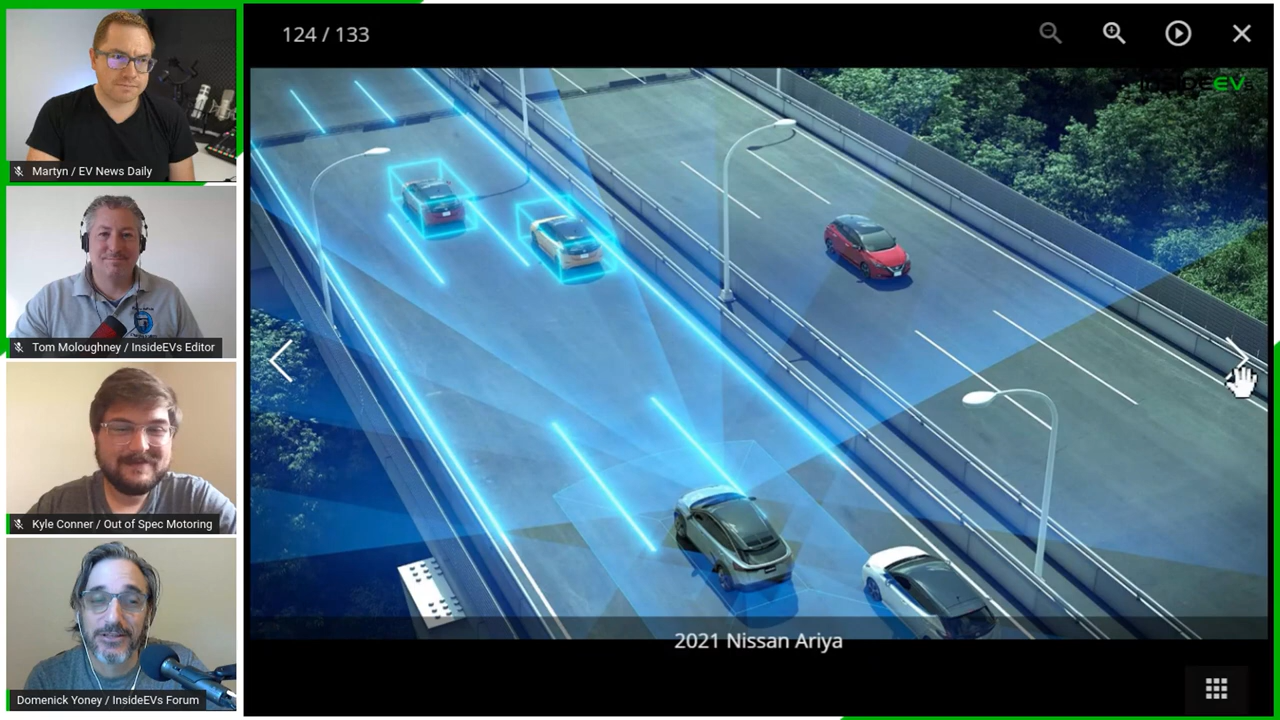 124 / 133
InsideEVs
Martyn / EV News Daily
Tom Moloughney / InsideEVs Editor
Kyle Conner / Out of Spec Motoring
2021 Nissan Ariya
Domenick Yoney / InsideEVs Forum